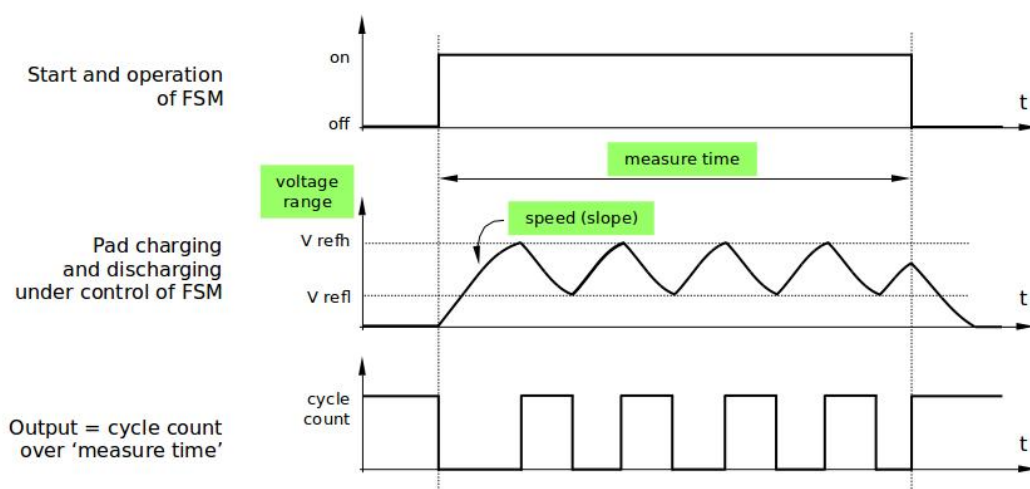 Start and operation
of FSM
on
off
t
measure time
voltage
range
speed (slope)
Pad charging
and discharging
under control of FSM
V refh
V refl
t
Output = cycle count
over ‘measure time’
cycle
count
t